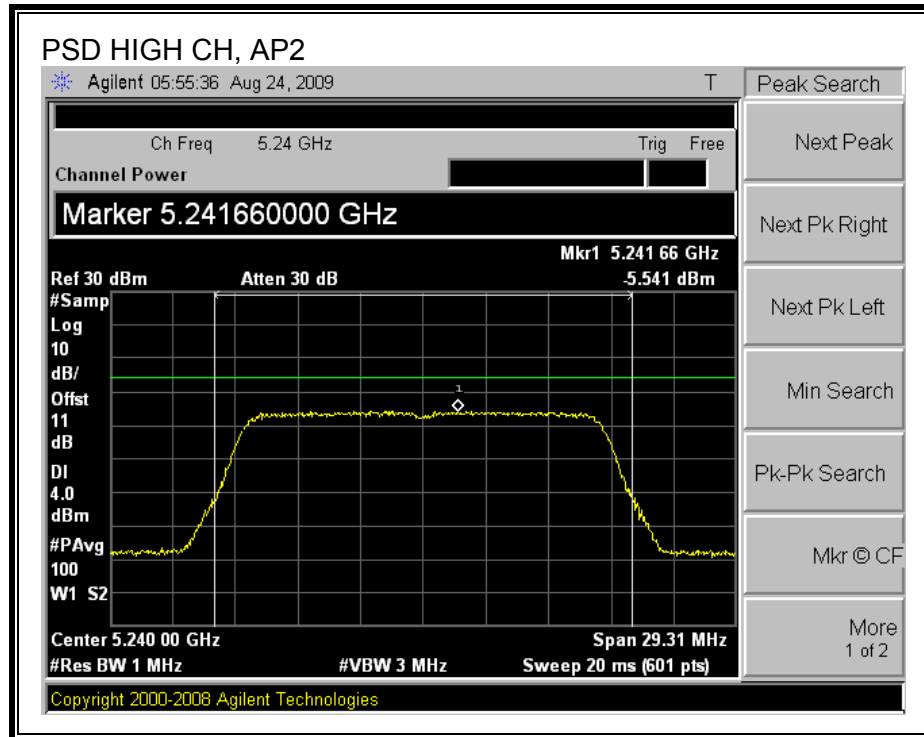 PSD HIGH CH, AP2
Agilent 05:55:36 Aug 24, 2009 T
Peak Search
Ch Freq 5.24 GHz Trig Free
Channel Power
Next Peak
Marker 5.241660000 GHz
Next Pk Right
Mkr1 5.241 66 GHz
Ref 30 dBm Atten 30 dB -5.541 dBm
#Samp
Log
10
dB/
Offst
11
dB
DI
4.0
dBm
#PAvg
100
W1 S2
1
Next Pk Left
Min Search
Pk-Pk Search
Mkr © CF
Center 5.240 00 GHz Span 29.31 MHz
#Res BW 1 MHz #VBW 3 MHz Sweep 20 ms (601 pts)
More
1 of 2
Copyright 2000-2008 Agilent Technologies